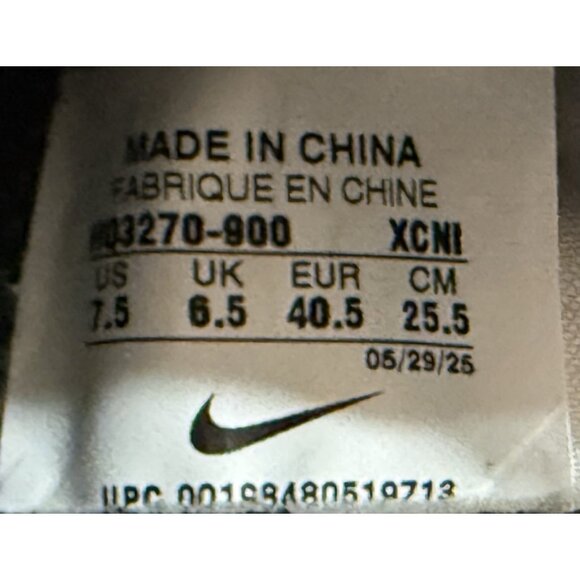 MADE IN CHINA
FABRIQUE EN CHINE
HQ3270-900 XCNI
US UK EUR CM
7.5 6.5 40.5 25.5
05/29/25
UPC 00198480519713